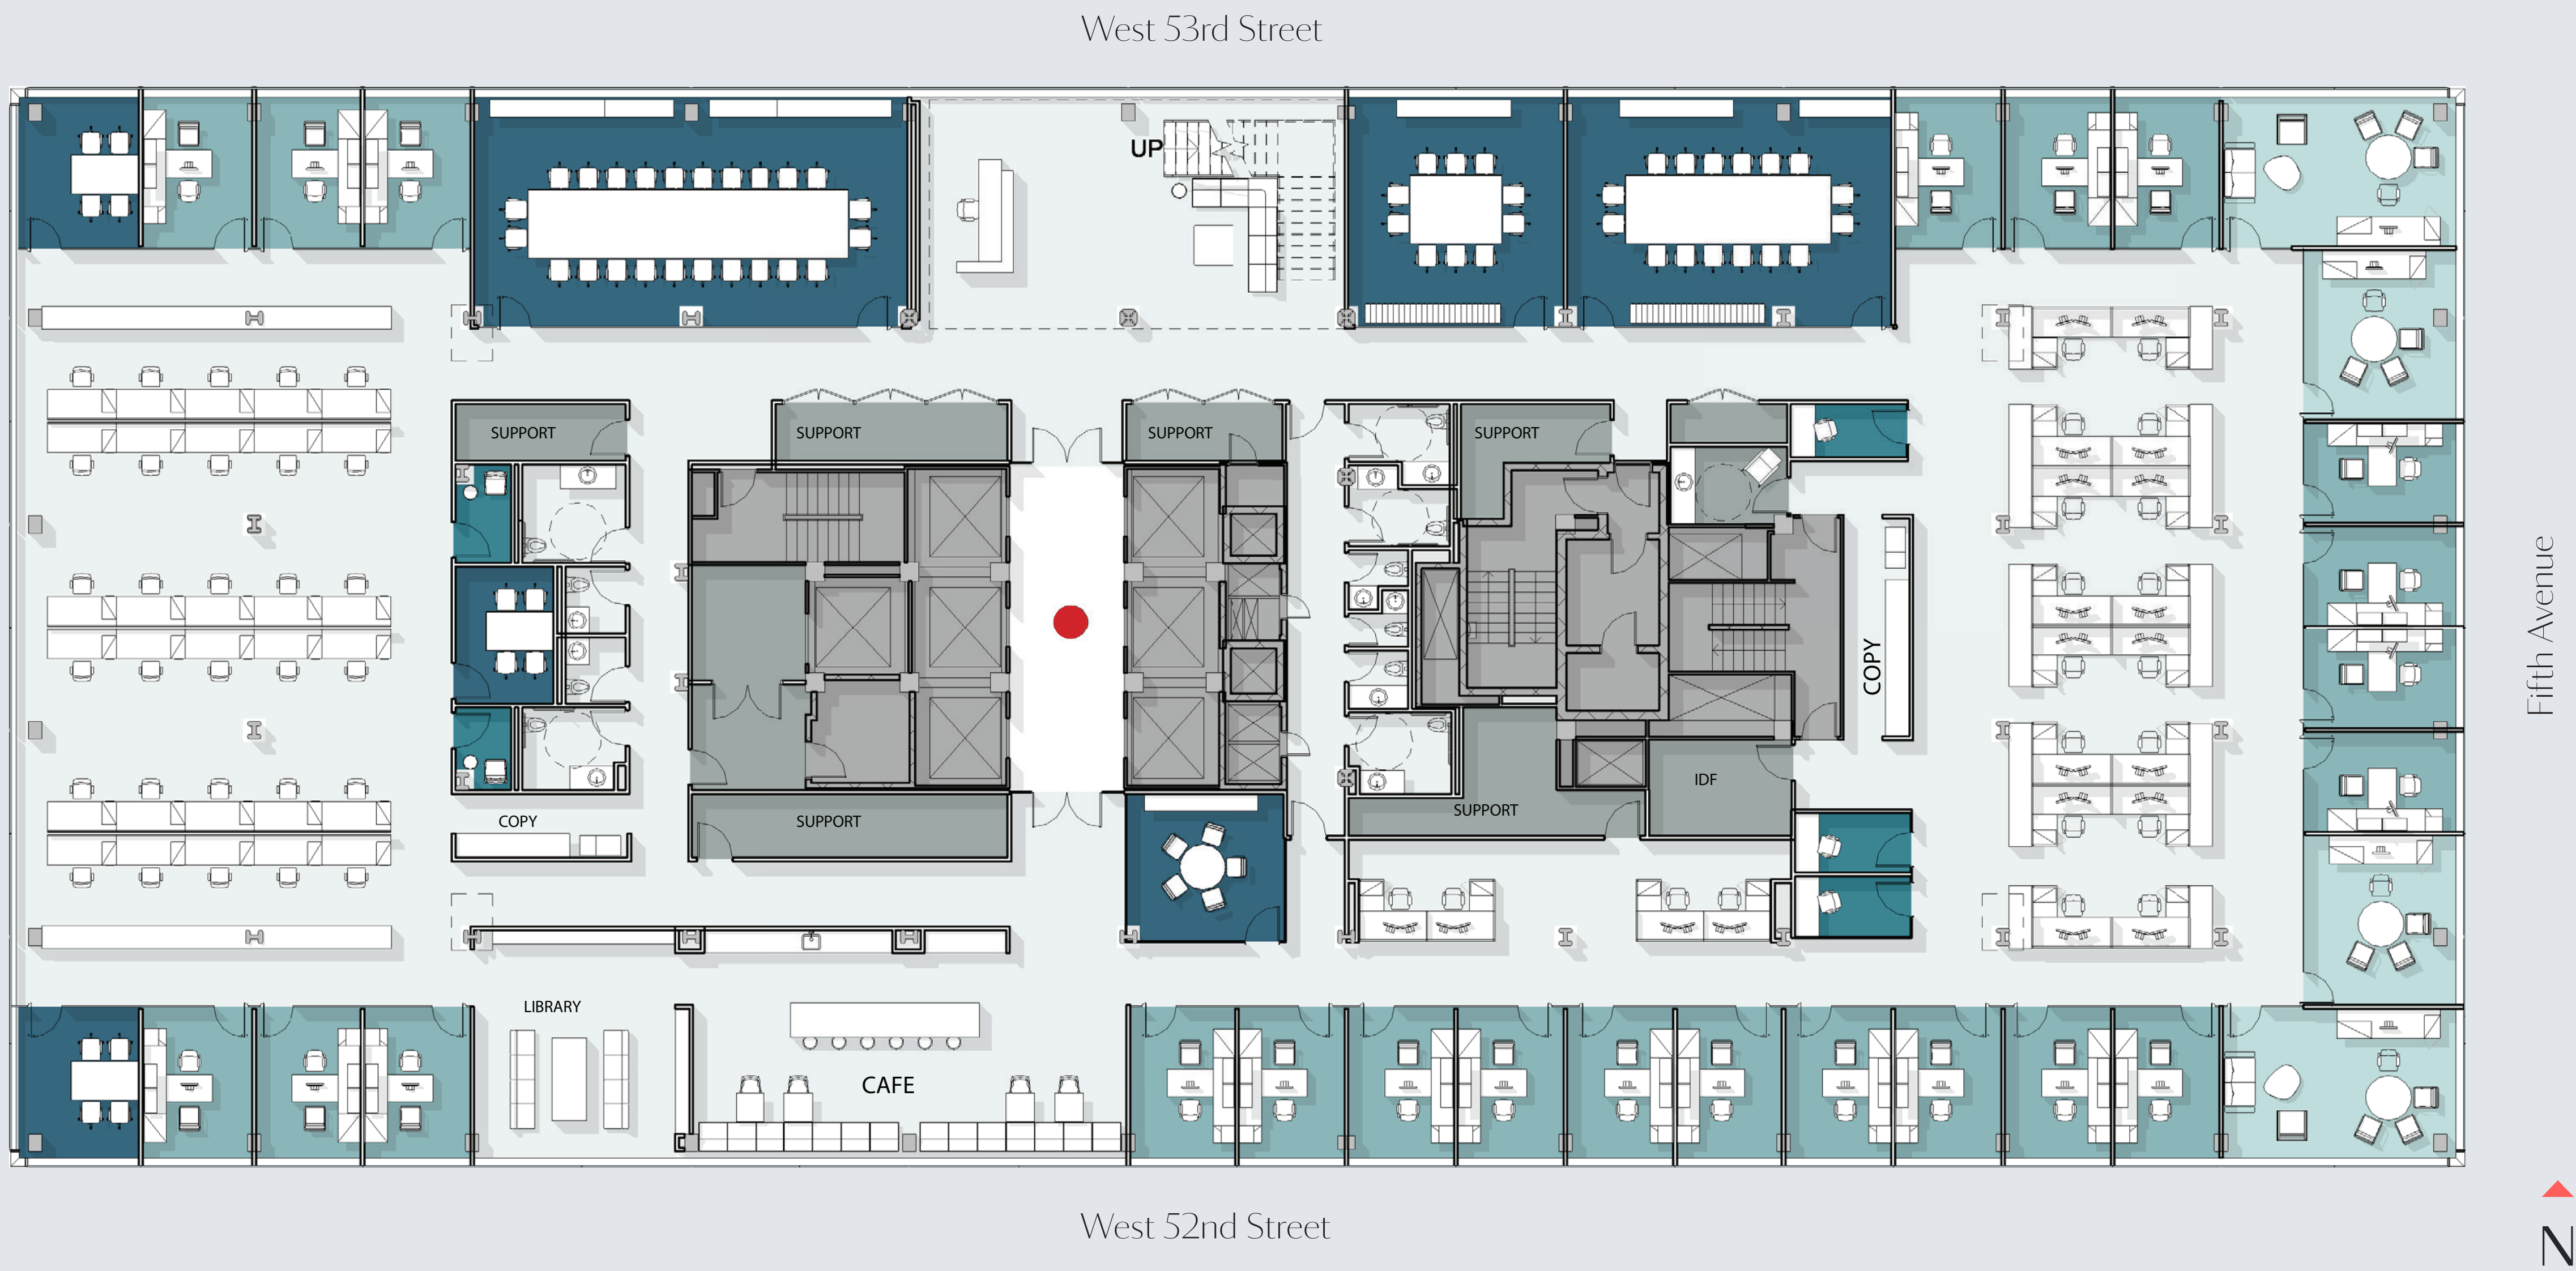 West 53rd Street
UP
SUPPORT
SUPPORT
SUPPORT
SUPPORT
Fifth Avenue
COPY
IDF
SUPPORT
COPY
SUPPORT
LIBRARY
CAFE
West 52nd Street
N